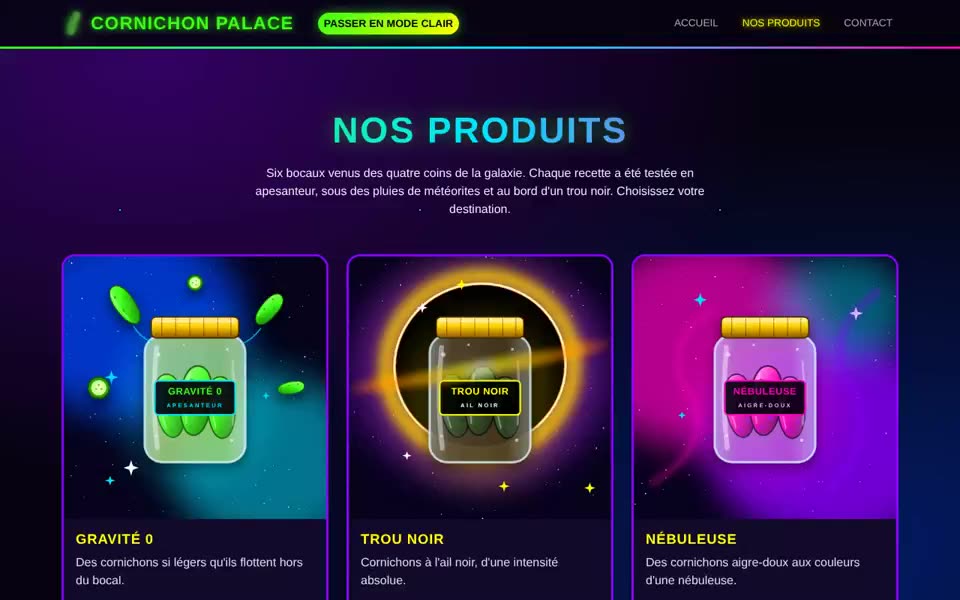 CORNICHON PALACE
PASSER EN MODE CLAIR
ACCUEIL
NOS PRODUITS
CONTACT
NOS PRODUITS
Six bocaux venus des quatre coins de la galaxie. Chaque recette a été testée en
apesanteur, sous des pluies de météorites et au bord d'un trou noir. Choisissez votre
destination.
GRAVITÉ 0
APESANTEUR
TROU NOIR
AIL NOIR
NÉBULEUSE
AIGRE-DOUX
GRAVITÉ 0
Des cornichons si légers qu'ils flottent hors
du bocal.
TROU NOIR
Cornichons à l'ail noir, d'une intensité
absolue.
NÉBULEUSE
Des cornichons aigre-doux aux couleurs
d'une nébuleuse.